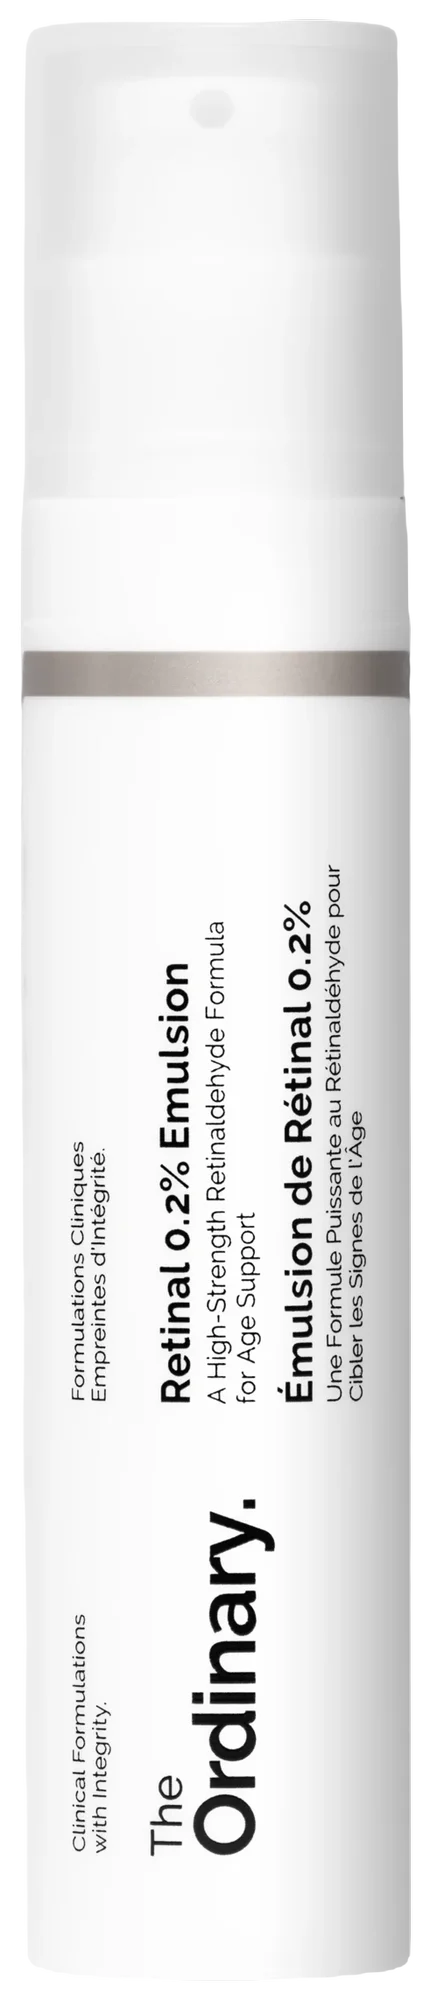 Clinical Formulations
with Integrity.
Formulations Cliniques
Empreintes d'Intégrité.
The
Ordinary.
Retinal 0.2% Emulsion
A High-Strength Retinaldehyde Formula
for Age Support
Émulsion de Rétinal 0.2%
Une Formule Puissante au Rétinaldéhyde pour
Cibler les Signes de l'Âge